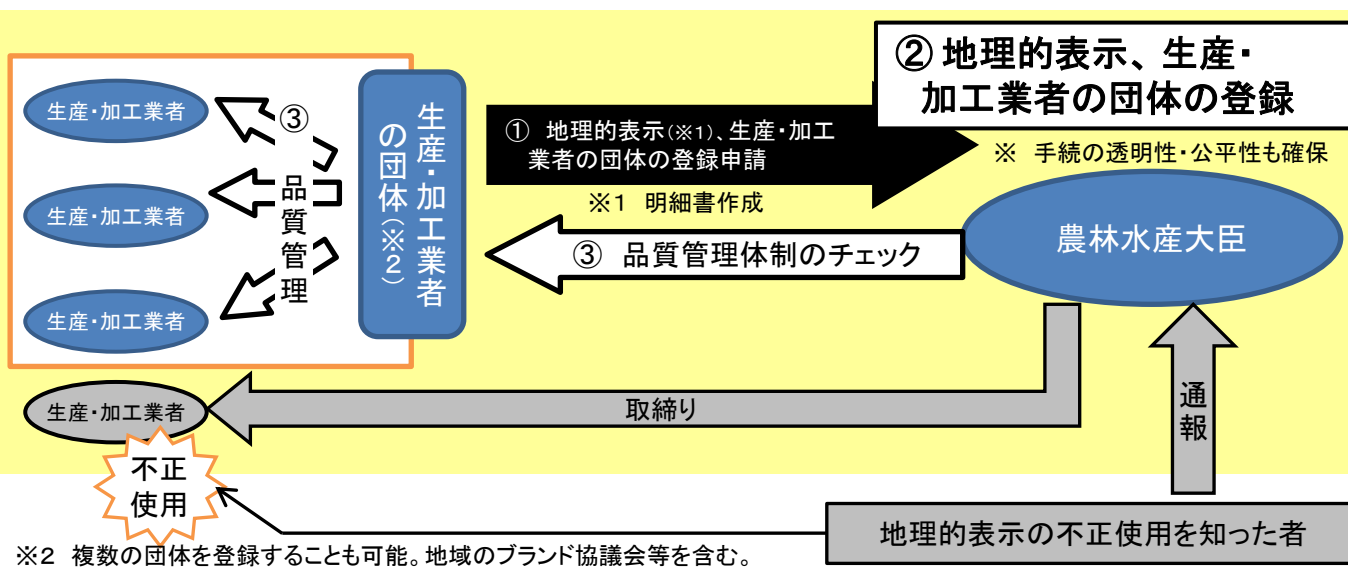 ② 地理的表示、生産・
加工業者の団体の登録
※ 手続の透明性・公平性も確保
生産・加工業者
生産・加工業者
生産・加工業者
③
品質管理
生産・加工業者
の団体(※2)
① 地理的表示(※1)、生産・加工
業者の団体の登録申請
※1 明細書作成
③ 品質管理体制のチェック
農林水産大臣
生産・加工業者
取締り
通報
不正
使用
地理的表示の不正使用を知った者
※2 複数の団体を登録することも可能。地域のブランド協議会等を含む。